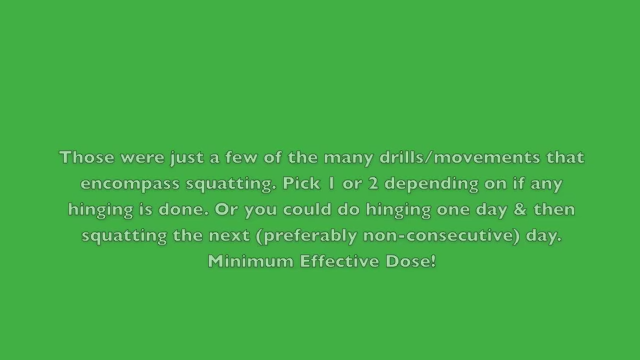 Those were just a few of the many drills/movements that
encompass squatting. Pick 1 or 2 depending on if any
hinging is done. Or you could do hinging one day & then
squatting the next (preferably non-consecutive) day.
Minimum Effective Dose!